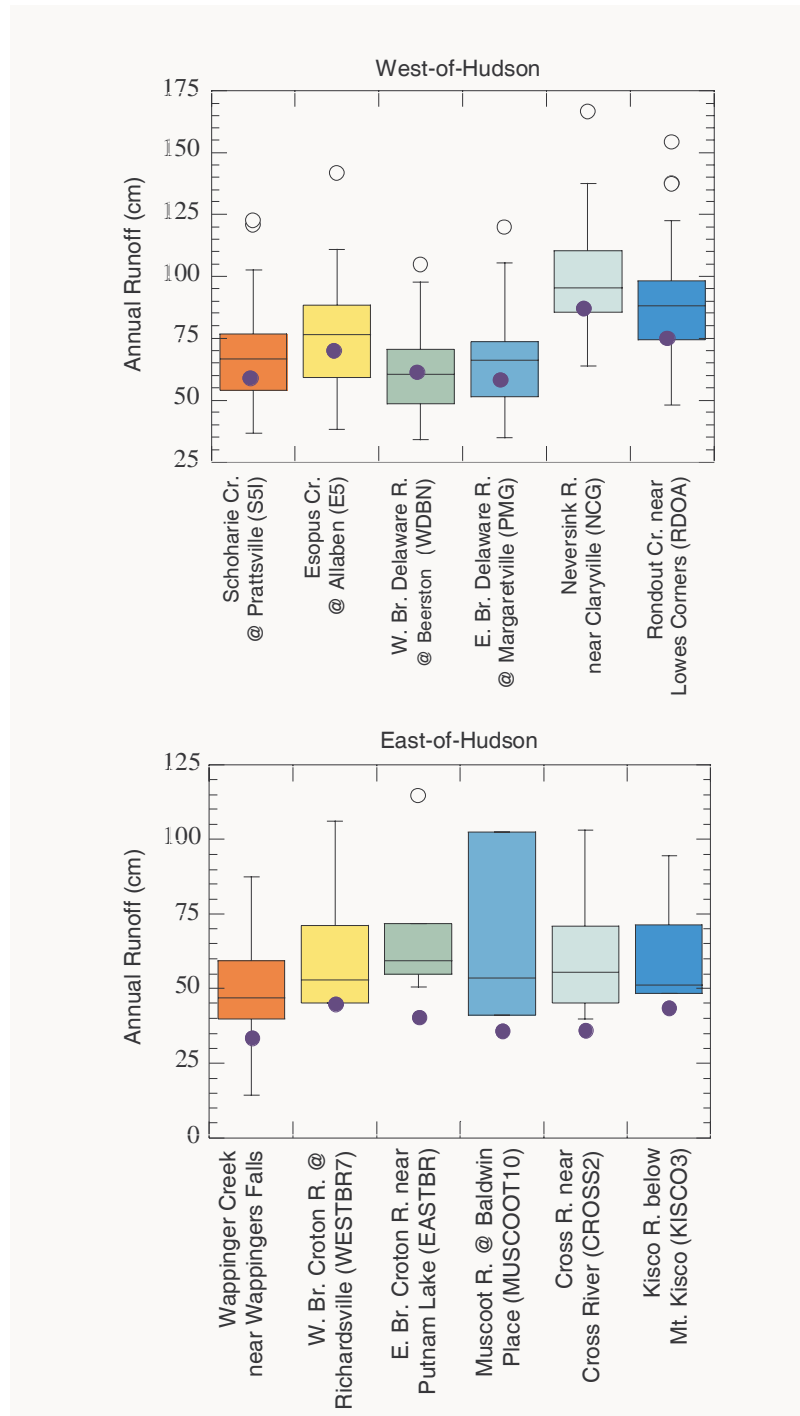 West-of-Hudson
Annual Runoff (cm)
175
150
125
100
75
50
25
Schoharie Cr.
@ Prattsville (S5I)
Esopus Cr.
@ Allaben (E5)
W. Br. Delaware R.
@ Beerston (WDBN)
E. Br. Delaware R.
@ Margaretville (PMG)
Neversink R.
near Claryville (NCG)
Rondout Cr. near
Lowes Corners (RDOA)
East-of-Hudson
Annual Runoff (cm)
125
100
75
50
25
0
Wappinger Creek
near Wappingers Falls
W. Br. Croton R. @
Richardsville (WESTBR7)
E. Br. Croton R. near
Putnam Lake (EASTBR)
Muscoot R. @ Baldwin
Place (MUSCOOT10)
Cross R. near
Cross River (CROSS2)
Kisco R. below
Mt. Kisco (KISCO3)